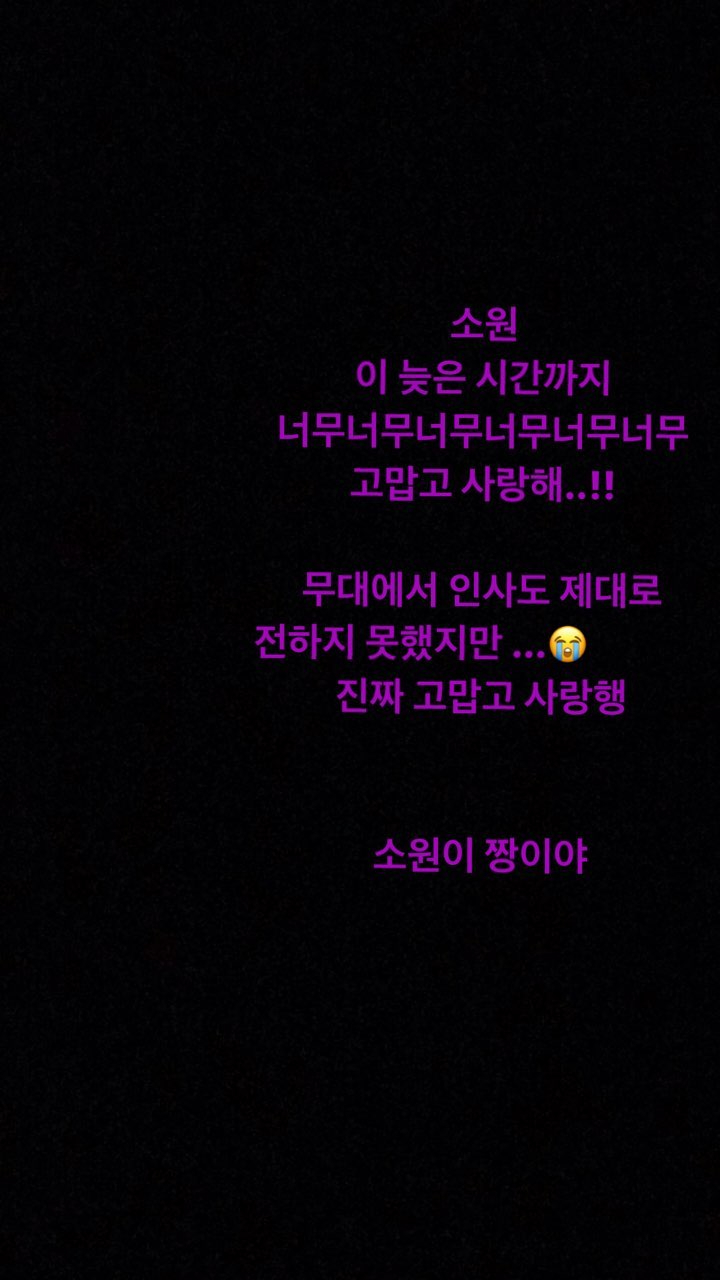 소원
이 늦은 시간까지
너무너무너무너무너무너무
고맙고 사랑해..!!
무대에서 인사도 제대로
전하지 못했지만 ...😭
진짜 고맙고 사랑행
소원이 짱이야